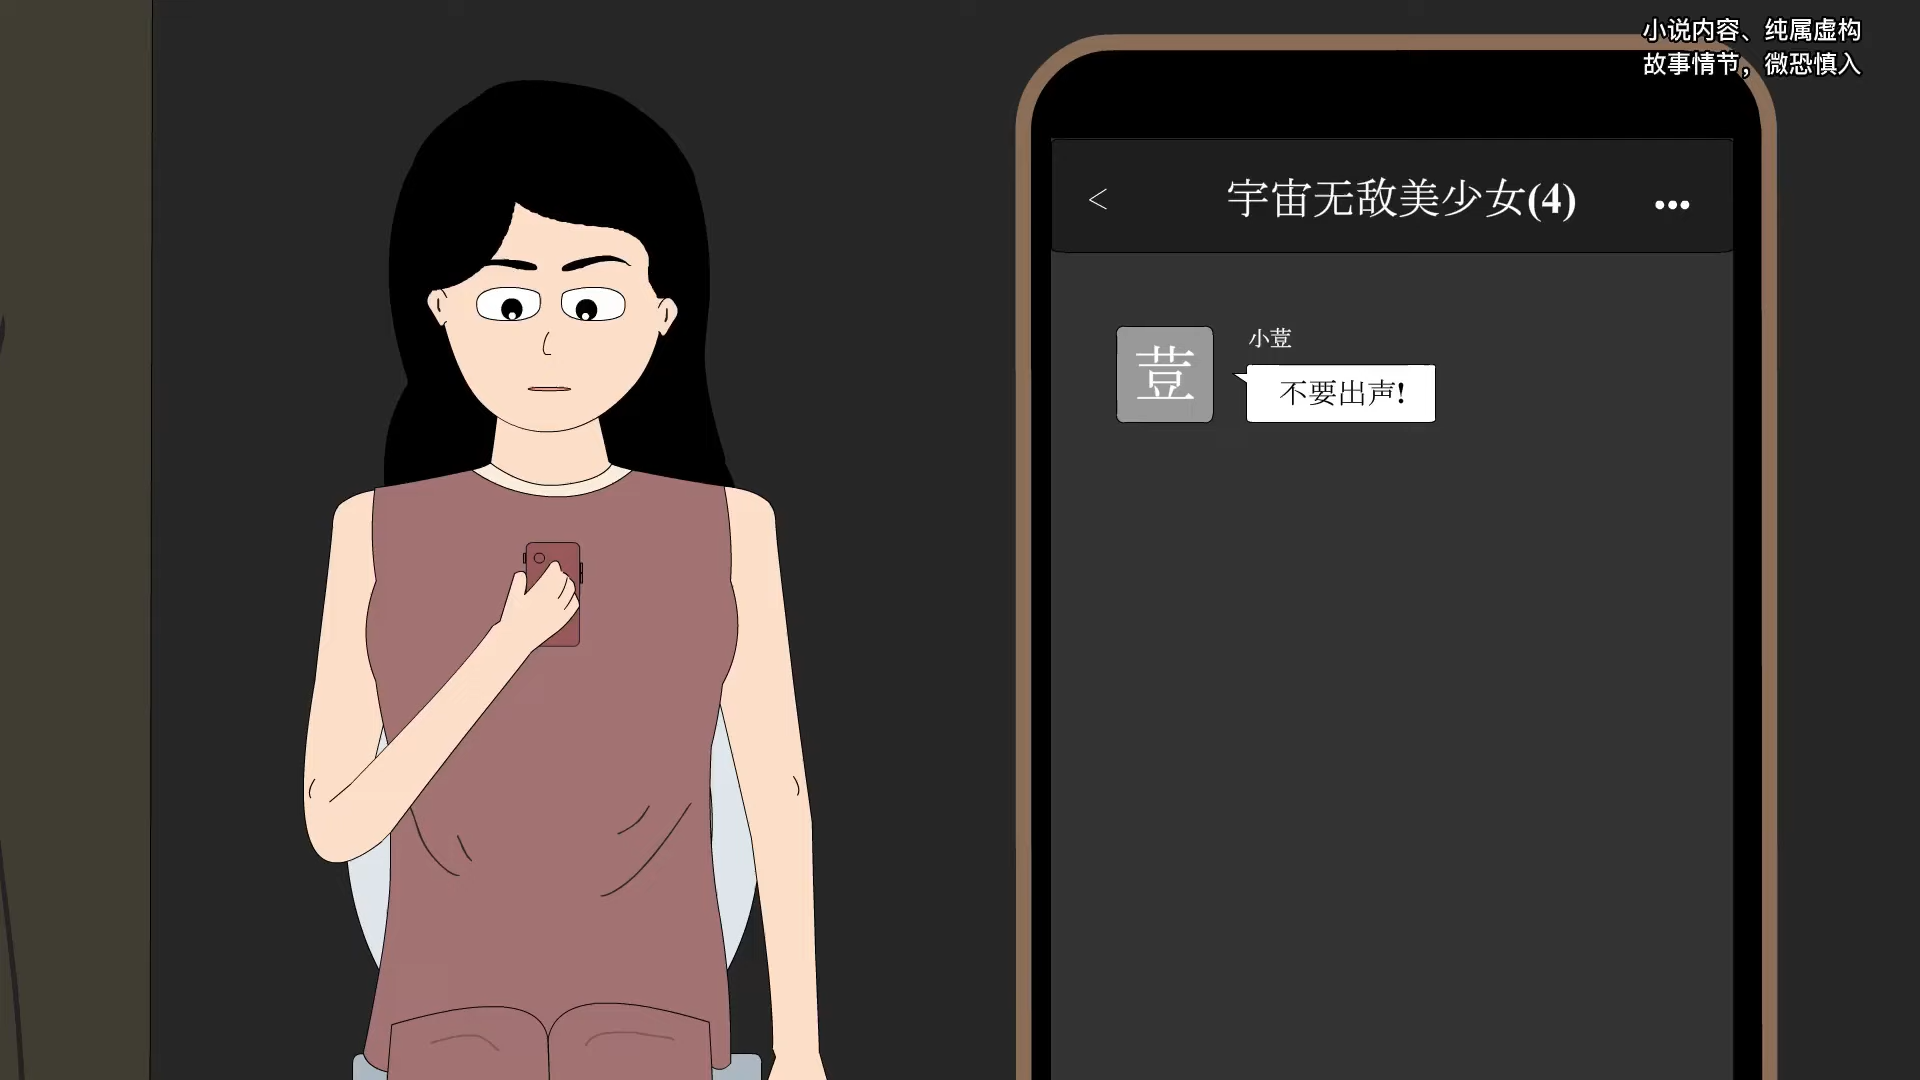 小说内容、纯属虚构
故事情节，微恐慎入
< 宇宙无敌美少女(4) •••
小荳
荳
不要出声!